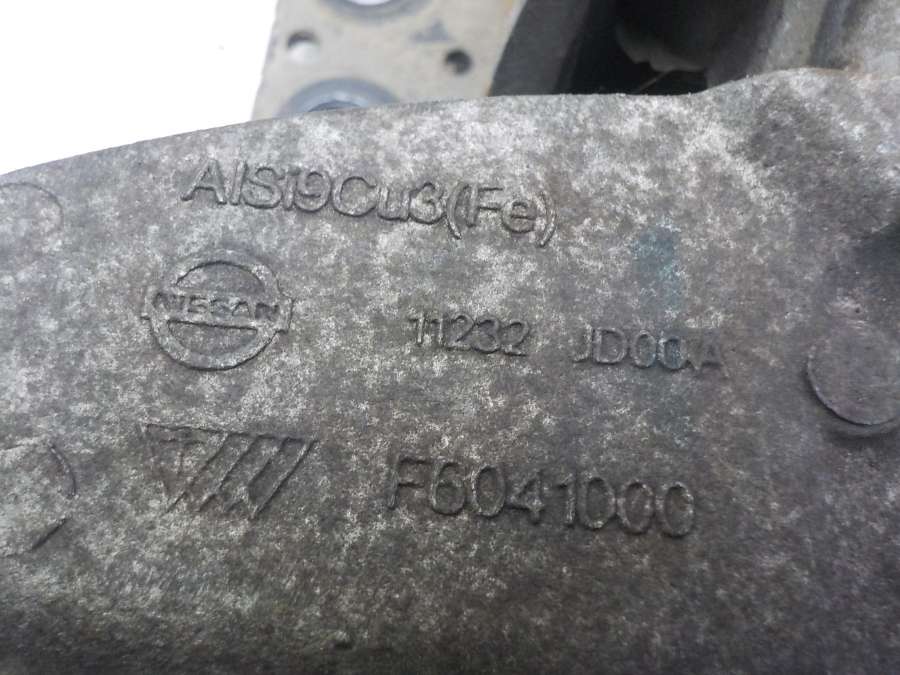 AlSi9Cu3(Fe)
NISSAN
11232 JD00A
F6041000